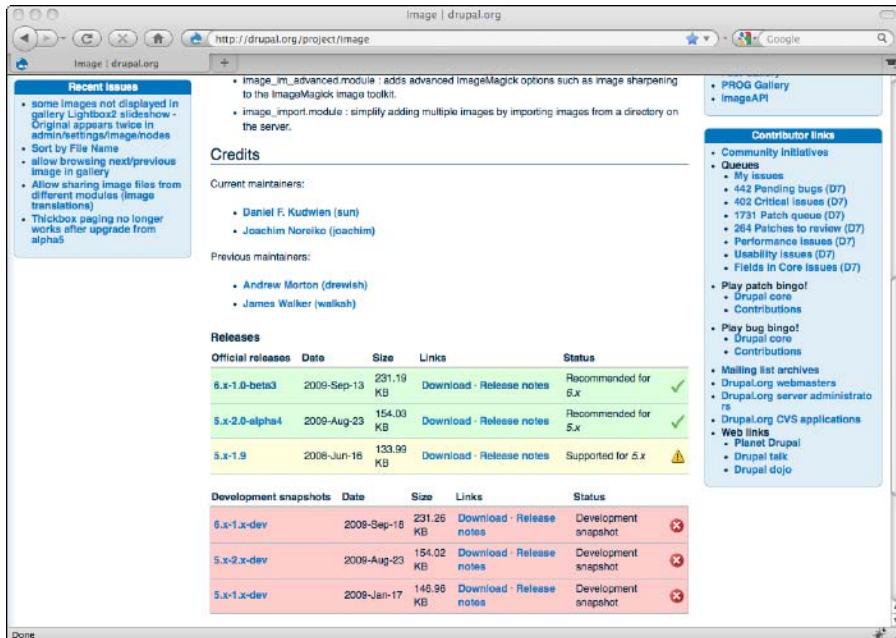 Image | drupal.org
http://drupal.org/project/image
Google
Image | drupal.org
Recent issues
some images not displayed in
gallery Lightbox2 slideshow -
Original appears twice in
admin/settings/image/nodes
Sort by File Name
allow browsing next/previous
image in gallery
Allow sharing image files from
different modules (image
translations)
Thickbox paging no longer
works after upgrade from
alpha5
image_im_advanced.module : adds advanced ImageMagick options such as image sharpening
to the ImageMagick image toolkit.
image_import.module : simplify adding multiple images by importing images from a directory on
the server.
Credits
Current maintainers:
Daniel F. Kudwien (sun)
Joachim Noreiko (joachim)
Previous maintainers:
Andrew Morton (drewish)
James Walker (walkah)
Releases
Official releases Date Size Links Status
6.x-1.0-beta3 2009-Sep-13 231.19 KB Download · Release notes Recommended for 6.x
5.x-2.0-alpha4 2009-Aug-23 154.03 KB Download · Release notes Recommended for 5.x
5.x-1.9 2008-Jun-16 133.99 KB Download · Release notes Supported for 5.x
Development snapshots Date Size Links Status
6.x-1.x-dev 2009-Sep-18 231.26 KB Download · Release notes Development snapshot
5.x-2.x-dev 2009-Aug-23 154.02 KB Download · Release notes Development snapshot
5.x-1.x-dev 2009-Jan-17 148.96 KB Download · Release notes Development snapshot
PROG Gallery
ImageAPI
Contributor links
Community initiatives
Queues
My issues
442 Pending bugs (D7)
402 Critical issues (D7)
1731 Patch queue (D7)
264 Patches to review (D7)
Performance issues (D7)
Usability issues (D7)
Fields in Core issues (D7)
Play patch bingo!
Drupal core
Contributions
Play bug bingo!
Drupal core
Contributions
Mailing list archives
Drupal.org webmasters
Drupal.org server administrato
rs
Drupal.org CVS applications
Web links
Planet Drupal
Drupal talk
Drupal dojo
Done